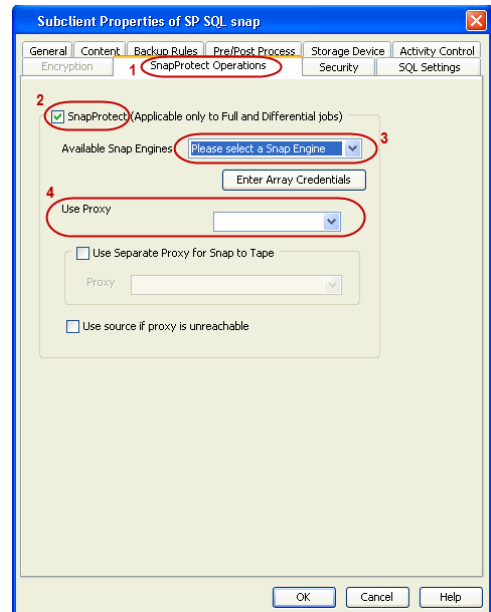 Subclient Properties of SP SQL snap
General Content Backup Rules Pre/Post Process Storage Device Activity Control
Encryption 1 SnapProtect Operations Security SQL Settings
2
SnapProtect (Applicable only to Full and Differential jobs)
Available Snap Engines Please select a Snap Engine 3
Enter Array Credentials
4
Use Proxy
Use Separate Proxy for Snap to Tape
Proxy
Use source if proxy is unreachable
OK Cancel Help